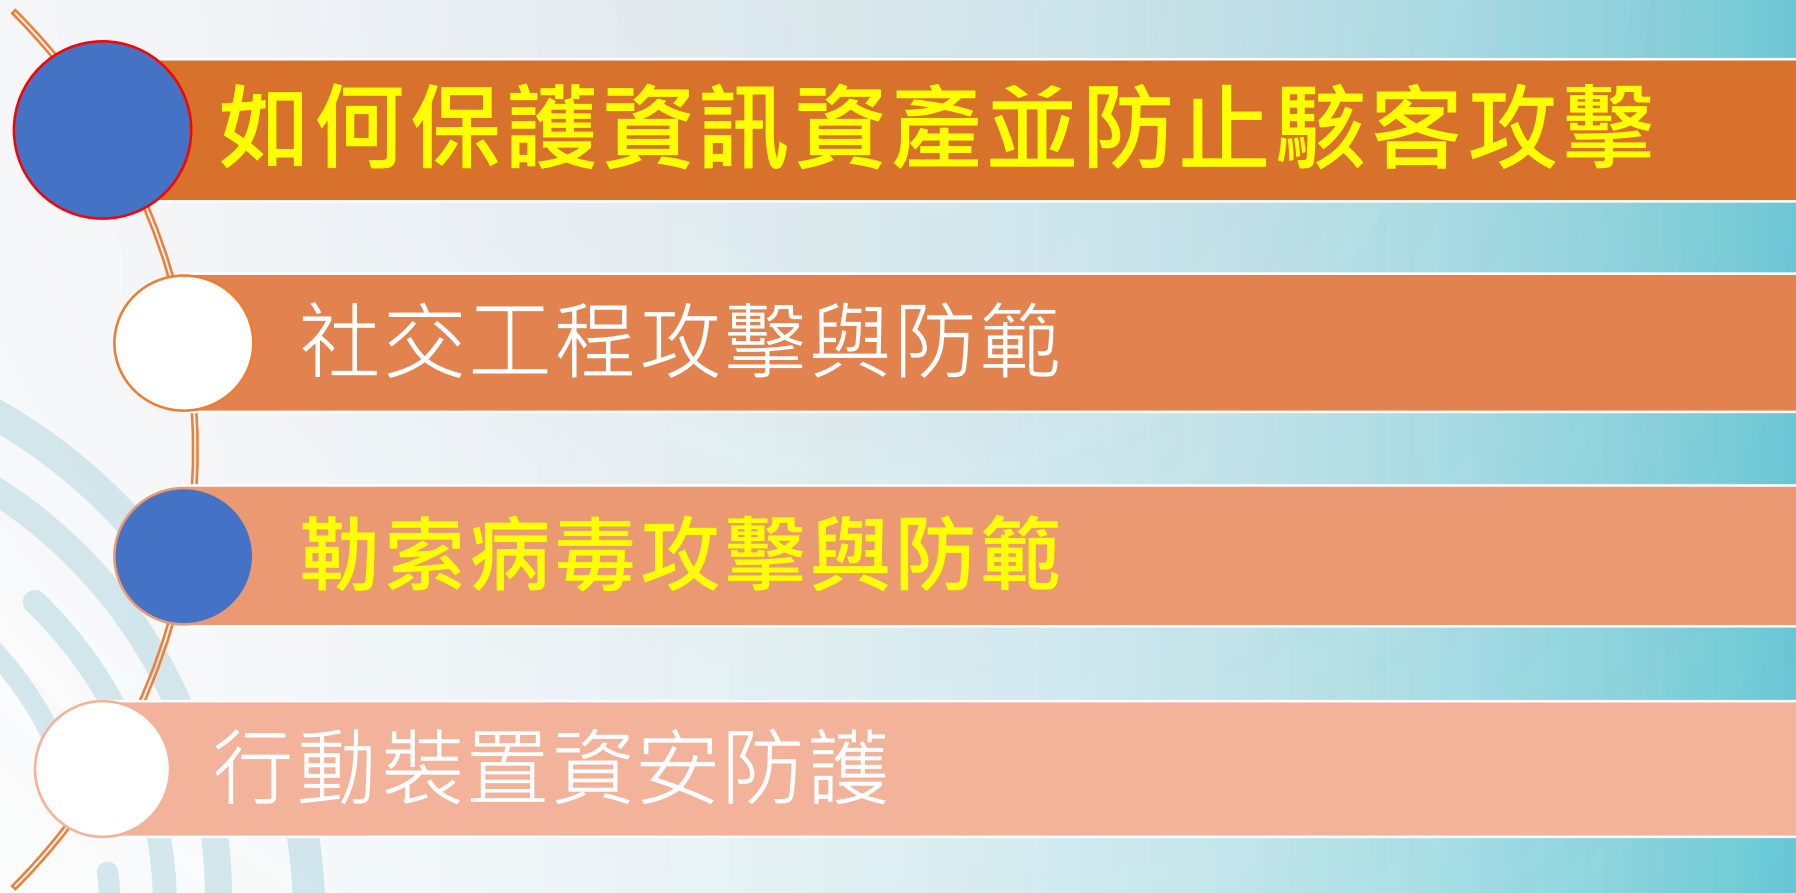 如何保護資訊資產並防止駭客攻擊
社交工程攻擊與防範
勒索病毒攻擊與防範
行動裝置資安防護